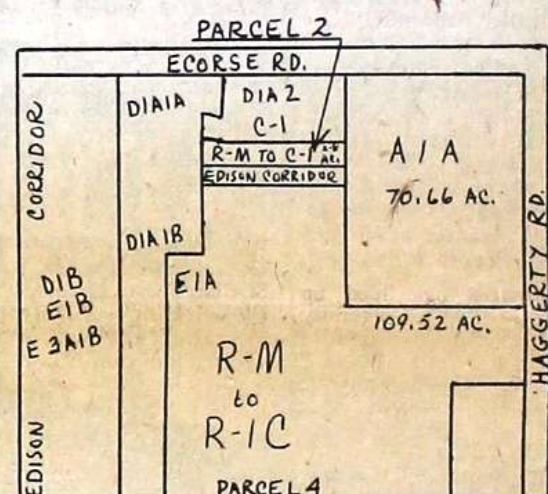 PARCEL 2
ECORSE RD.
CORRIDOR
DIAIA
DIA 2
C-1
R-M TO C-1
AC.
EDISON CORRIDOR
A I A
70.66 AC.
HAGGERTY RD.
DIAIB
DIB
EIB
E 3AIB
EIA
109.52 AC.
R-M
to
R-1C
EDISON
PARCEL 4